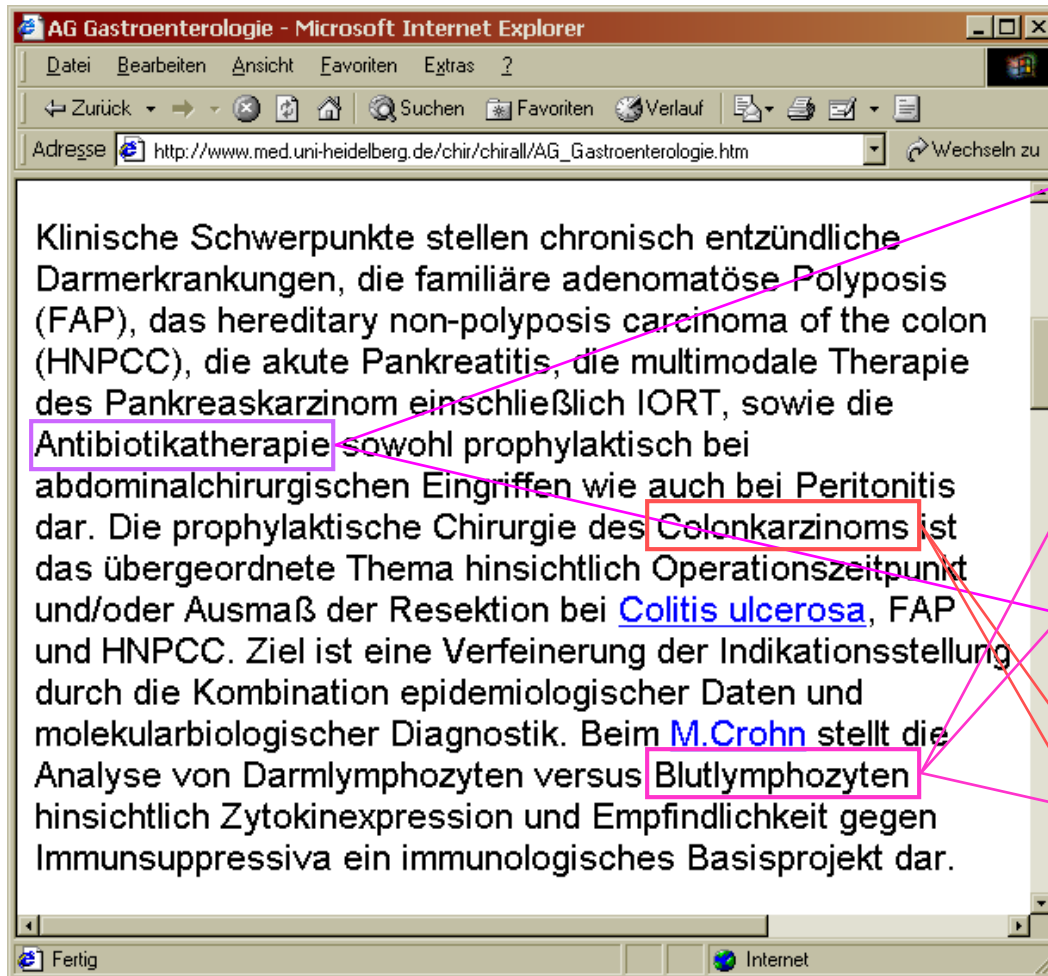 AG Gastroenterologie - Microsoft Internet Explorer
Datei Bearbeiten Ansicht Favoriten Extras ?
Zurück Suchen Favoriten Verlauf
Adresse http://www.med.uni-heidelberg.de/chir/chirall/AG_Gastroenterologie.htm Wechseln zu
Klinische Schwerpunkte stellen chronisch entzündliche
Darmerkrankungen, die familiäre adenomatöse Polyposis
(FAP), das hereditary non-polyposis carcinoma of the colon
(HNPCC), die akute Pankreatitis, die multimodale Therapie
des Pankreaskarzinom einschließlich IORT, sowie die
Antibiotikatherapie sowohl prophylaktisch bei
abdominalchirurgischen Eingriffen wie auch bei Peritonitis
dar. Die prophylaktische Chirurgie des Colonkarzinoms ist
das übergeordnete Thema hinsichtlich Operationszeitpunkt
und/oder Ausmaß der Resektion bei Colitis ulcerosa, FAP
und HNPCC. Ziel ist eine Verfeinerung der Indikationsstellung
durch die Kombination epidemiologischer Daten und
molekularbiologischer Diagnostik. Beim M.Crohn stellt die
Analyse von Darmlymphozyten versus Blutlymphozyten
hinsichtlich Zytokinexpression und Empfindlichkeit gegen
Immunsuppressiva ein immunologisches Basisprojekt dar.
Fertig Internet